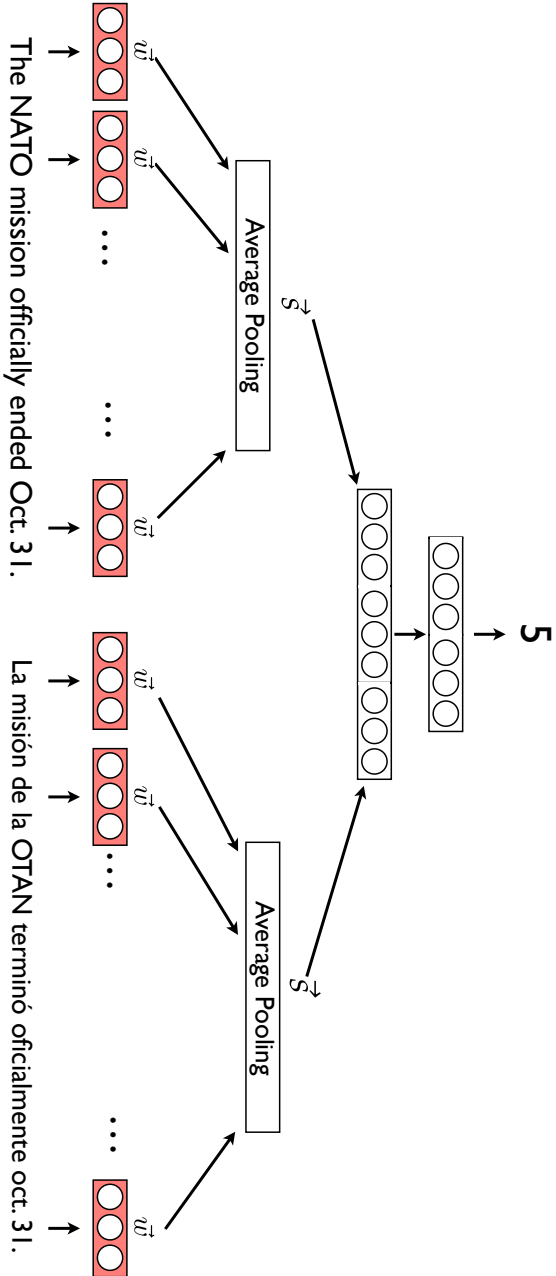 5
s⃗
s⃗
Average Pooling
Average Pooling
w⃗
w⃗
w⃗
w⃗
w⃗
w⃗
...
...
...
...
The NATO mission officially ended Oct. 31.
La misión de la OTAN terminó oficialmente oct. 31.